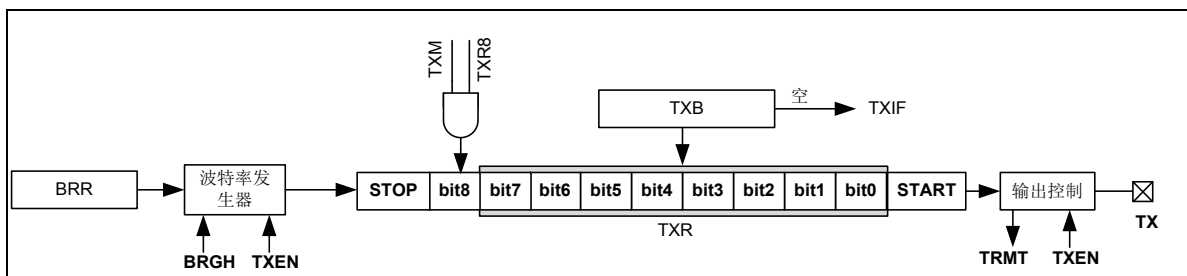 TXM
TXR8
TXB
空
TXIF
BRR
波特率发
生器
STOP
bit8
bit7
bit6
bit5
bit4
bit3
bit2
bit1
bit0
START
输出控制
TX
TXR
BRGH
TXEN
TRMT
TXEN